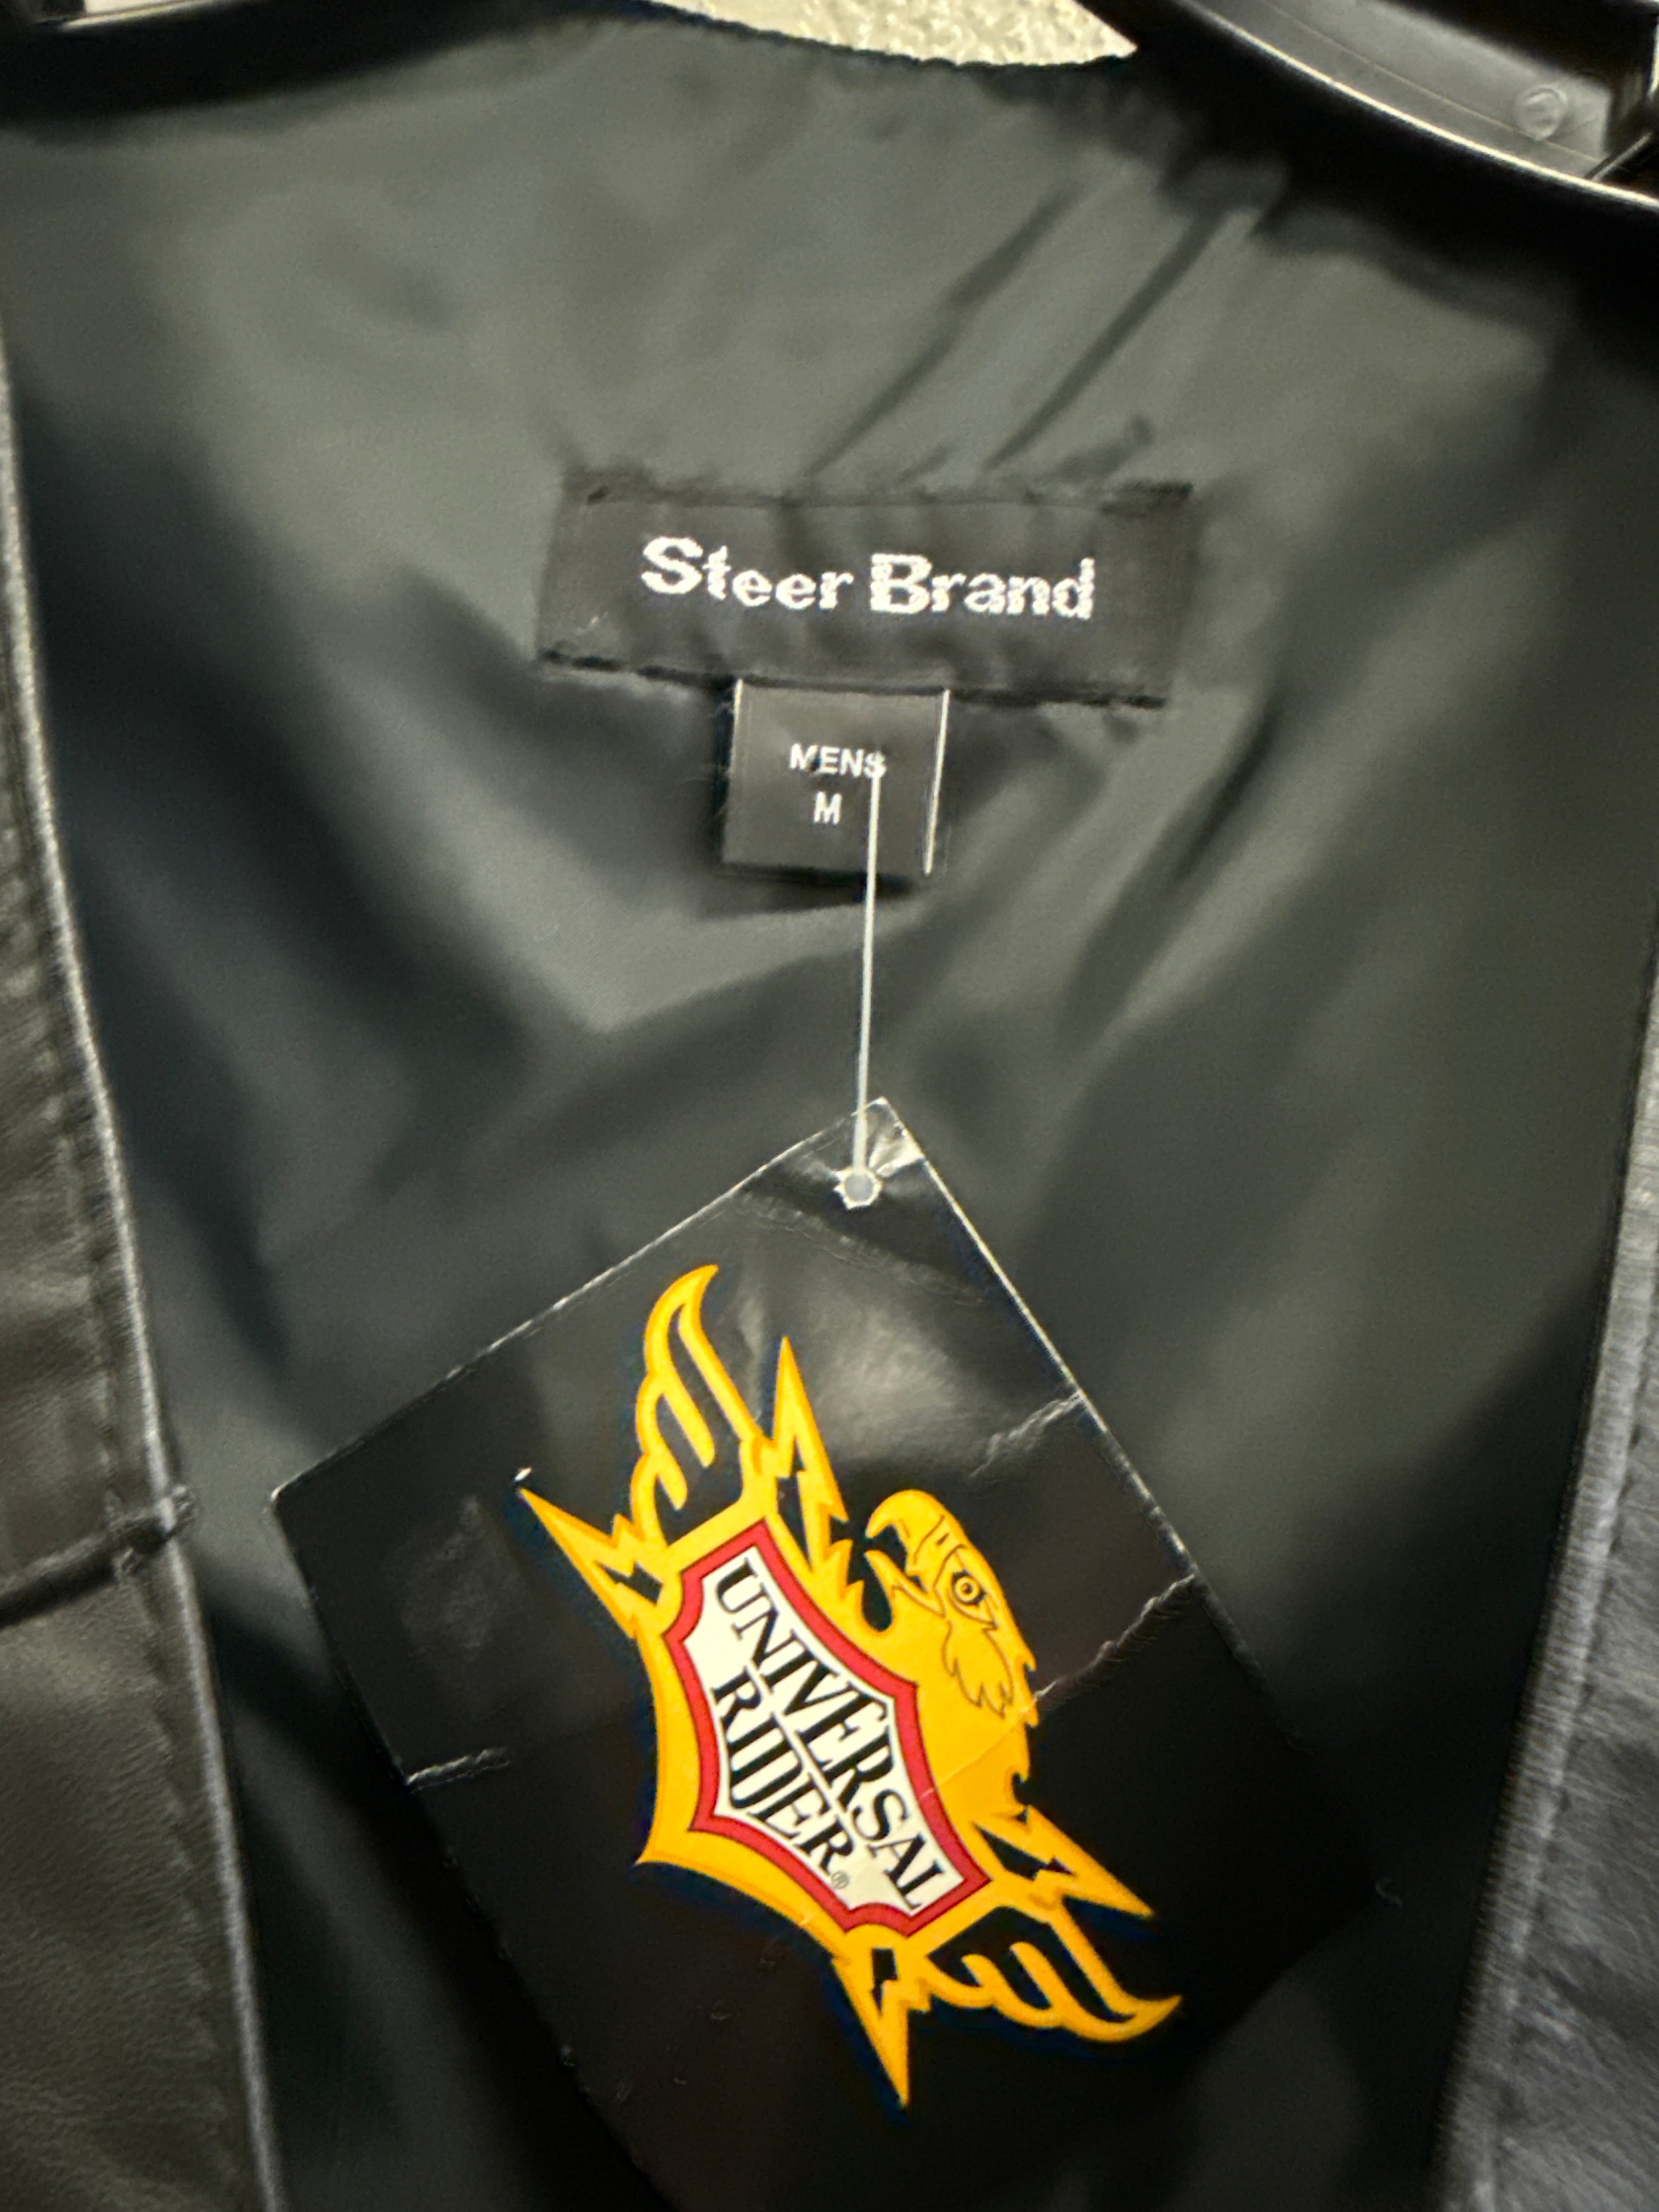 Steer Brand
MENS
M
UNIVERSAL
RIDER®